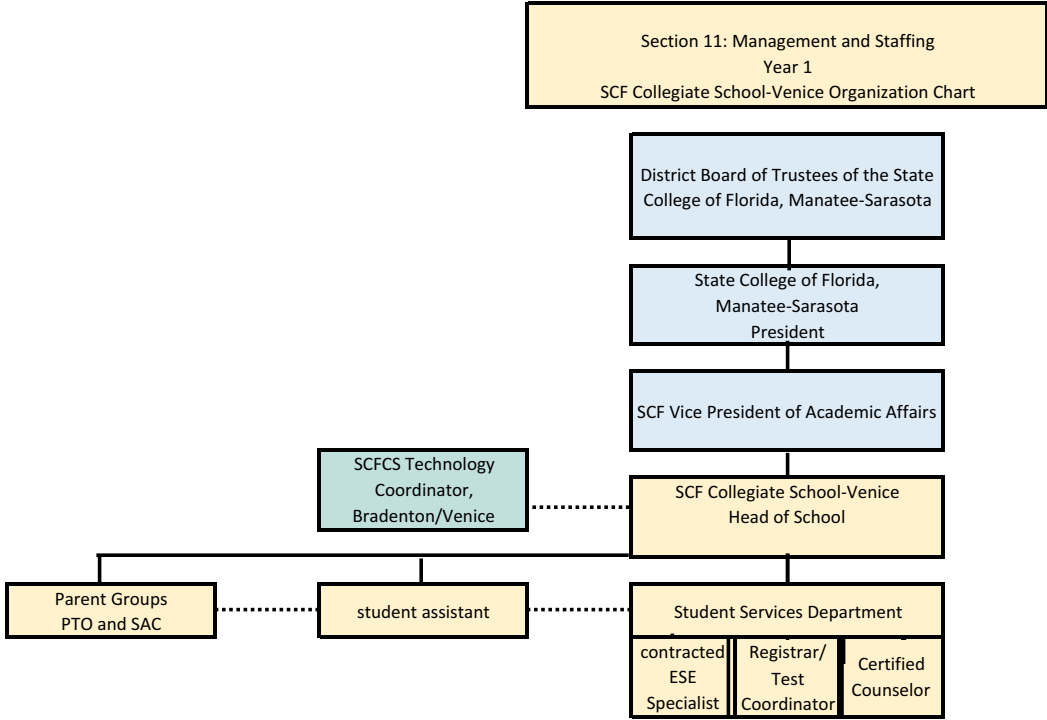 Section 11: Management and Staffing
Year 1
SCF Collegiate School-Venice Organization Chart
District Board of Trustees of the State
College of Florida, Manatee-Sarasota
State College of Florida,
Manatee-Sarasota
President
SCF Vice President of Academic Affairs
SCFCS Technology
Coordinator,
Bradenton/Venice
SCF Collegiate School-Venice
Head of School
Parent Groups
PTO and SAC
student assistant
Student Services Department
contracted
ESE
Specialist
Registrar/
Test
Coordinator
Certified
Counselor